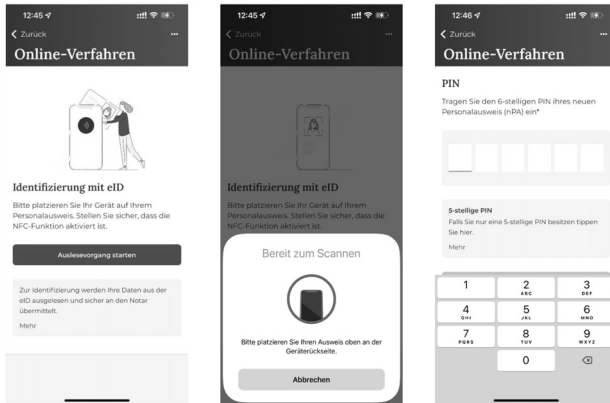 12:45
Zurück
Online-Verfahren
Identifizierung mit eID
Bitte platzieren Sie Ihr Gerät auf Ihrem
Personalausweis. Stellen Sie sicher, dass die
NFC-Funktion aktiviert ist.
Auslesevorgang starten
Zur Identifizierung werden Ihre Daten aus der
eID ausgelesen und sicher an den Notar
übermittelt.
Mehr
12:45
Zurück
Online-Verfahren
Identifizierung mit eID
Bitte platzieren Sie Ihr Gerät auf Ihrem
Personalausweis. Stellen Sie sicher, dass die
NFC-Funktion aktiviert ist.
Bereit zum Scannen
Bitte platzieren Sie Ihren Ausweis oben an der
Geräterückseite.
Abbrechen
12:46
Zurück
Online-Verfahren
PIN
Tragen Sie den 6-stelligen PIN ihres neuen
Personalausweis (nPA) ein*
5-stellige PIN
Falls Sie nur eine 5-stellige PIN besitzen tippen
Sie hier.
Mehr
1 2 3
ABC DEF
4 5 6
GHI JKL MNO
7 8 9
PQRS TUV WXYZ
0